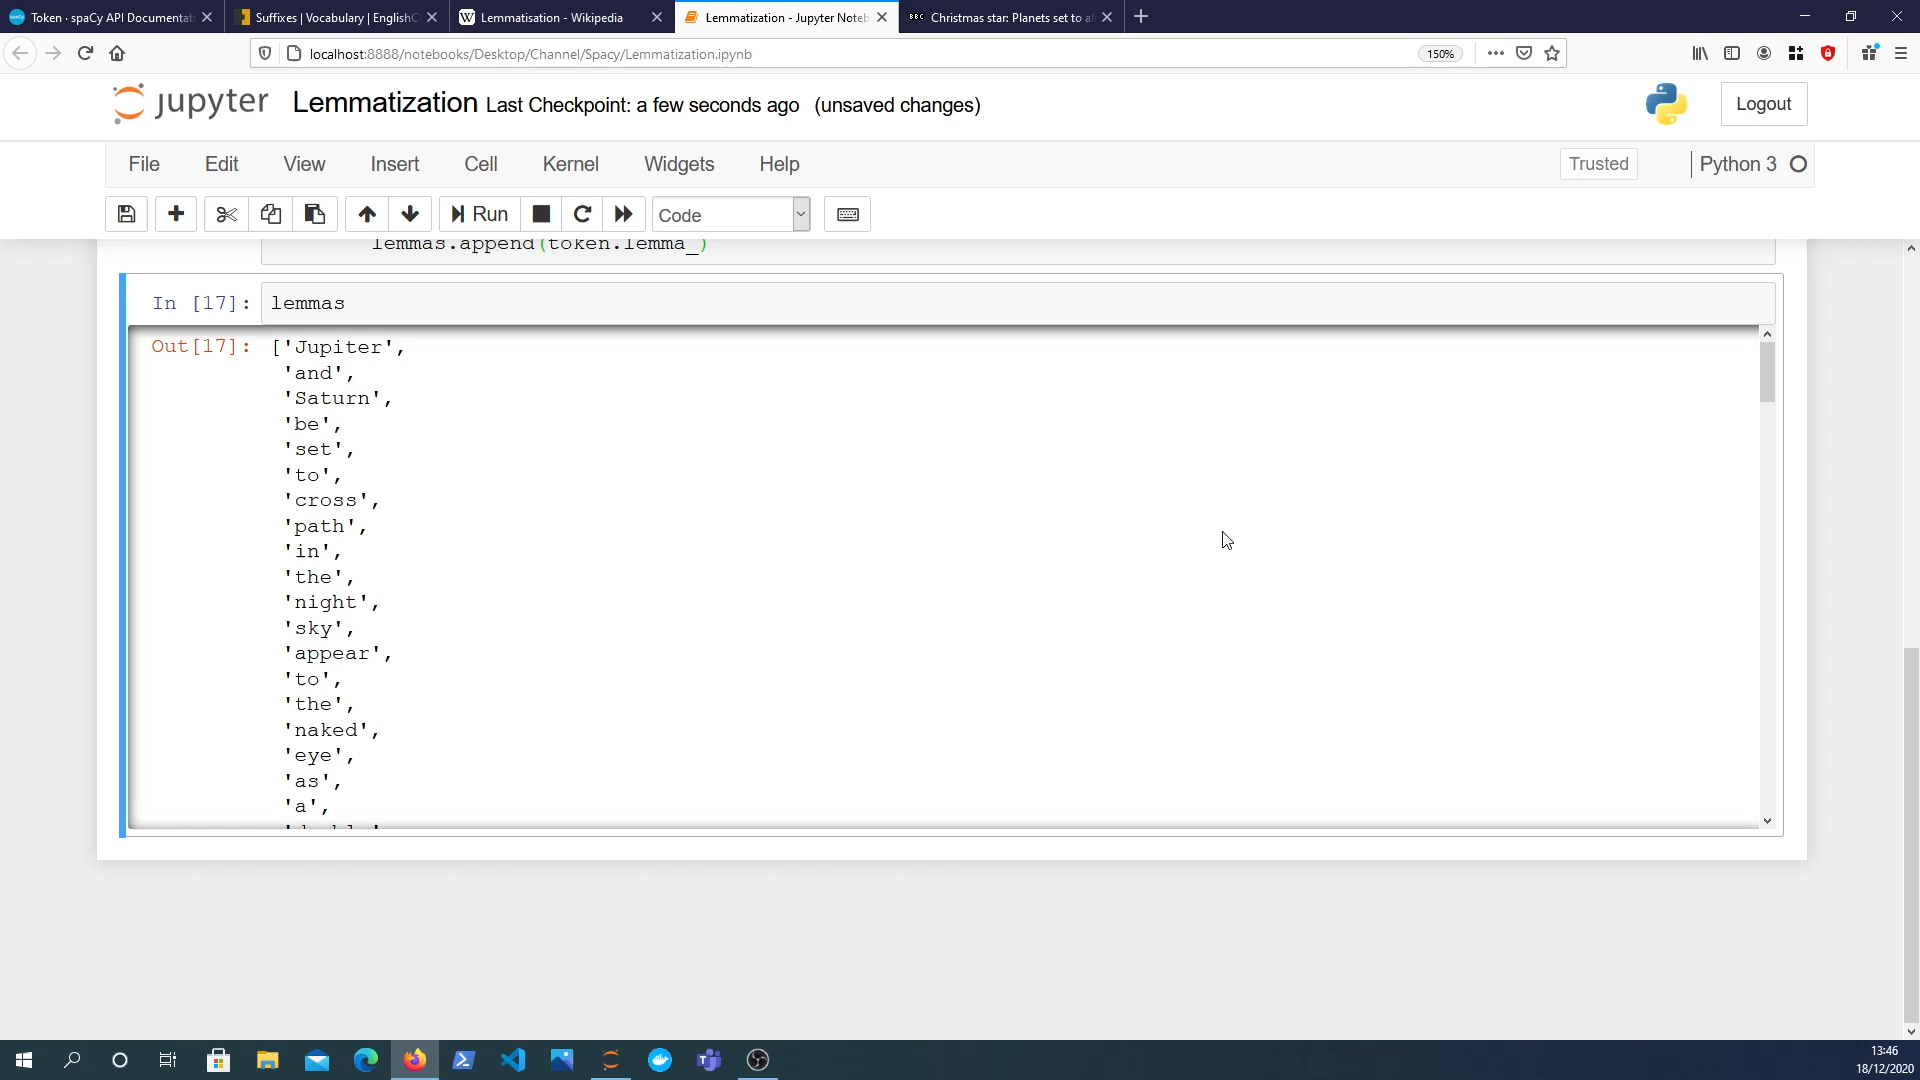 Token · spaCy API Documentat
Suffixes | Vocabulary | EnglishC
W Lemmatisation - Wikipedia
Lemmatization - Jupyter Noteb
BBC Christmas star: Planets set to al
localhost:8888/notebooks/Desktop/Channel/Spacy/Lemmatization.ipynb
150%
jupyter Lemmatization Last Checkpoint: a few seconds ago (unsaved changes)
Logout
File Edit View Insert Cell Kernel Widgets Help
Trusted
Python 3
Run
Code
lemmas.append(token.lemma_)
In [17]: lemmas
Out[17]: ['Jupiter',
'and',
'Saturn',
'be',
'set',
'to',
'cross',
'path',
'in',
'the',
'night',
'sky',
'appear',
'to',
'the',
'naked',
'eye',
'as',
'a',
13:46
18/12/2020